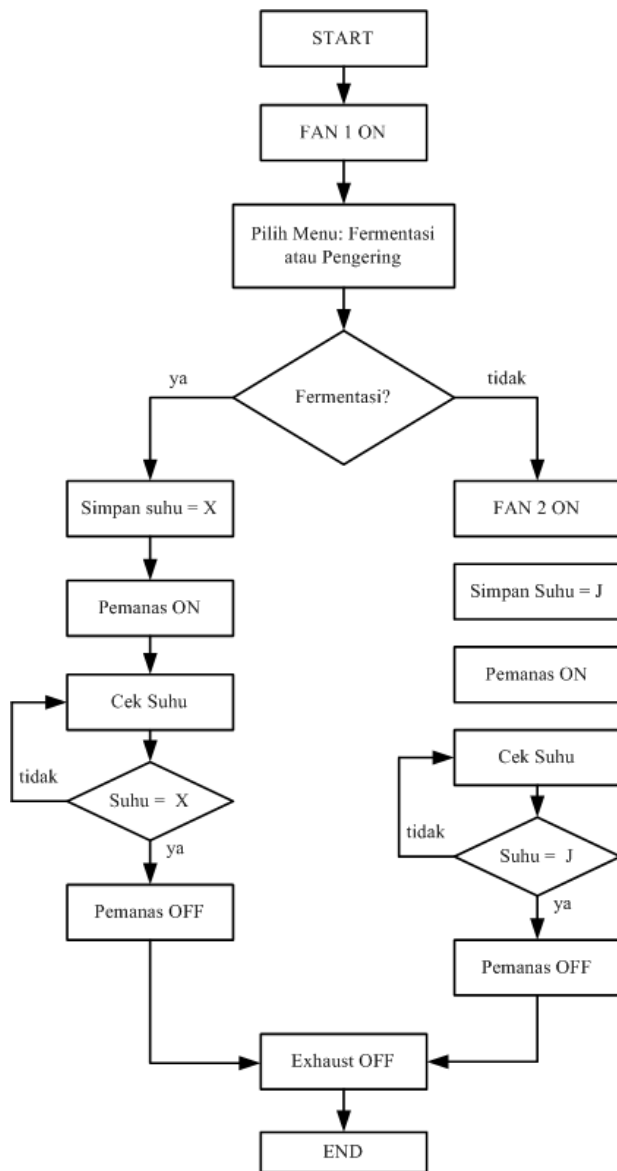 START
FAN 1 ON
Pilih Menu: Fermentasi
atau Pengering
Fermentasi?
ya
tidak
Simpan suhu = X
Pemanas ON
Cek Suhu
tidak
Suhu = X
ya
Pemanas OFF
FAN 2 ON
Simpan Suhu = J
Pemanas ON
Cek Suhu
tidak
Suhu = J
ya
Pemanas OFF
Exhaust OFF
END